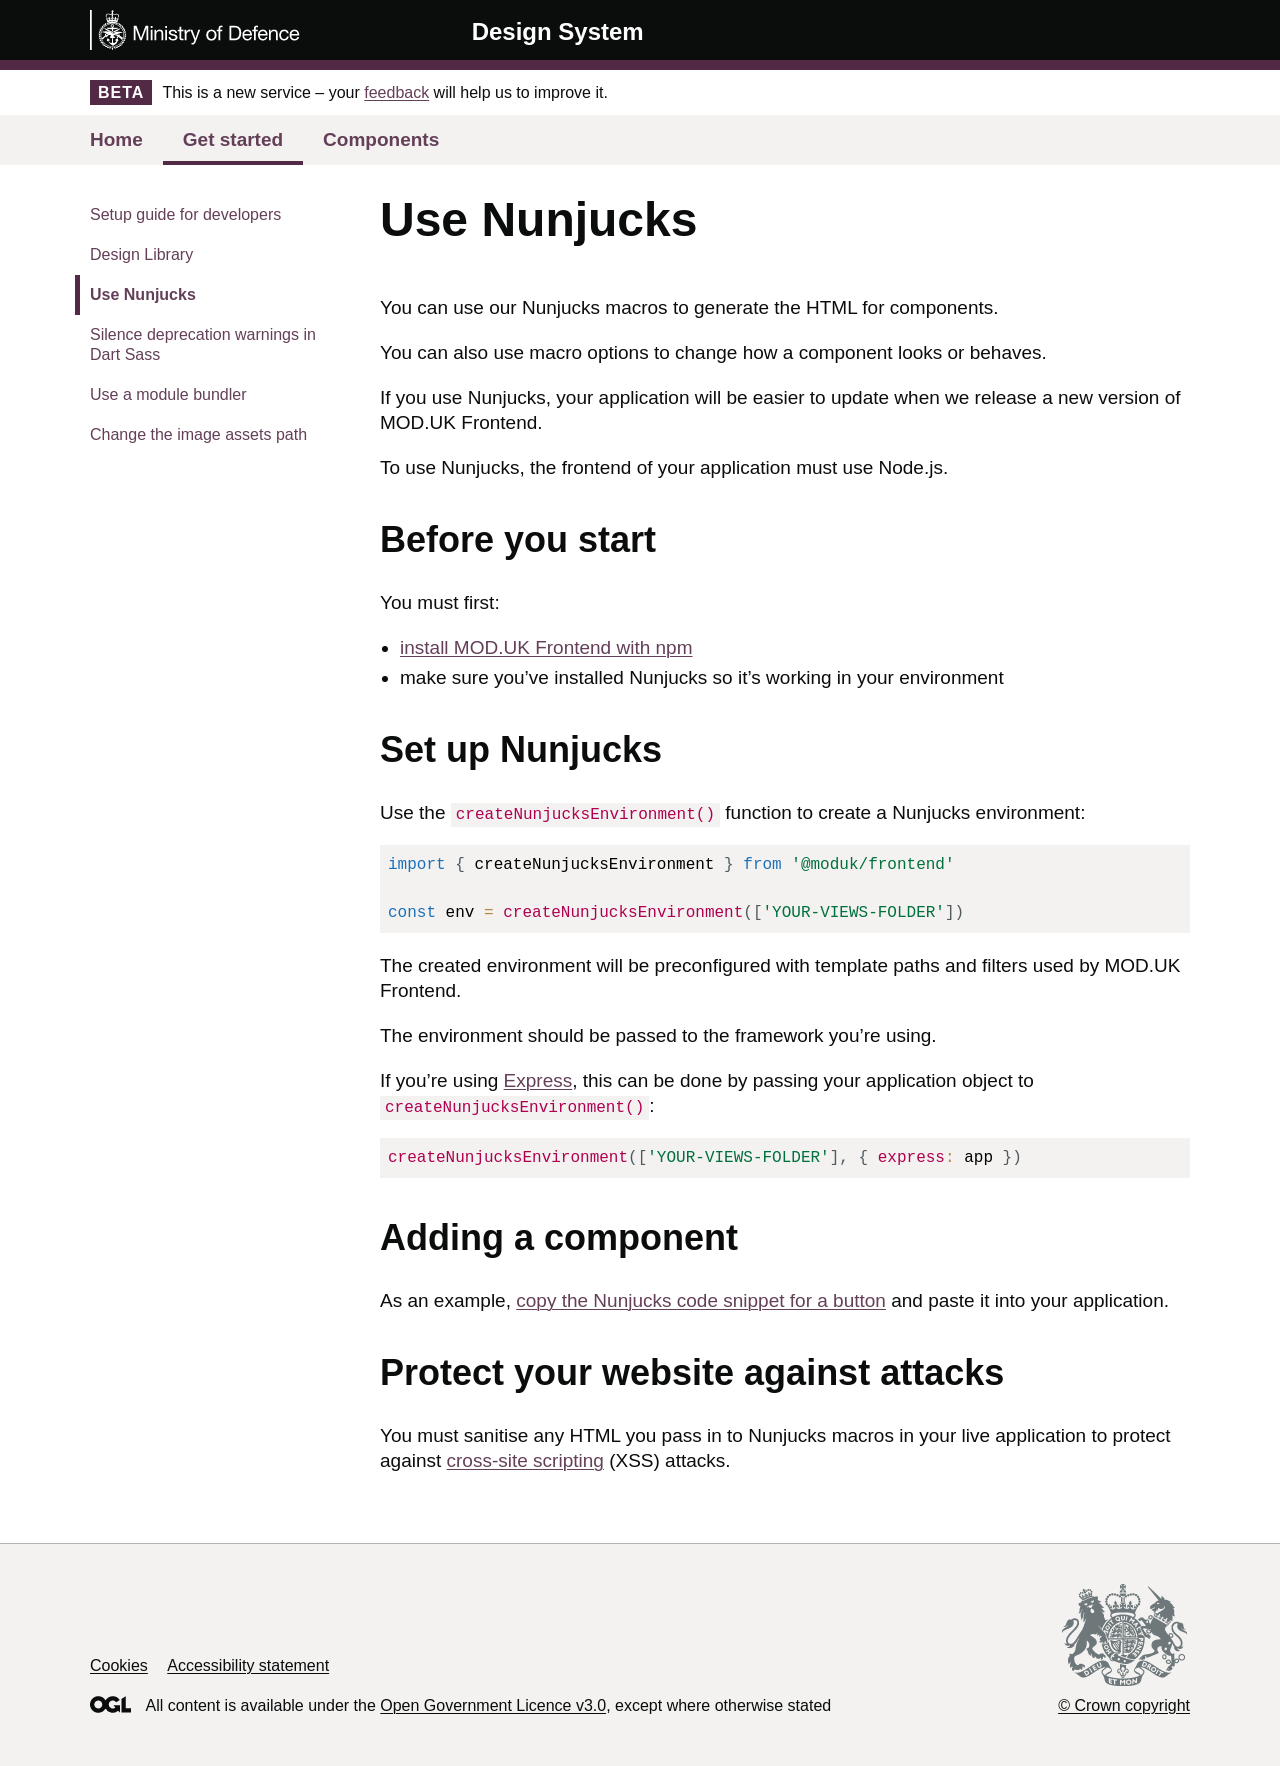 Ministry of Defence
Design System
BETA This is a new service – your feedback will help us to improve it.
Home Get started Components
Setup guide for developers
Design Library
Use Nunjucks
Silence deprecation warnings in
Dart Sass
Use a module bundler
Change the image assets path
Use Nunjucks
You can use our Nunjucks macros to generate the HTML for components.
You can also use macro options to change how a component looks or behaves.
If you use Nunjucks, your application will be easier to update when we release a new version of
MOD.UK Frontend.
To use Nunjucks, the frontend of your application must use Node.js.
Before you start
You must first:
• install MOD.UK Frontend with npm
• make sure you’ve installed Nunjucks so it’s working in your environment
Set up Nunjucks
Use the createNunjucksEnvironment() function to create a Nunjucks environment:
import { createNunjucksEnvironment } from '@moduk/frontend'
const env = createNunjucksEnvironment(['YOUR-VIEWS-FOLDER'])
The created environment will be preconfigured with template paths and filters used by MOD.UK
Frontend.
The environment should be passed to the framework you’re using.
If you’re using Express, this can be done by passing your application object to
createNunjucksEnvironment() :
createNunjucksEnvironment(['YOUR-VIEWS-FOLDER'], { express: app })
Adding a component
As an example, copy the Nunjucks code snippet for a button and paste it into your application.
Protect your website against attacks
You must sanitise any HTML you pass in to Nunjucks macros in your live application to protect
against cross-site scripting (XSS) attacks.
Cookies Accessibility statement
OGL All content is available under the Open Government Licence v3.0, except where otherwise stated
DIEU ET MON DROIT
© Crown copyright